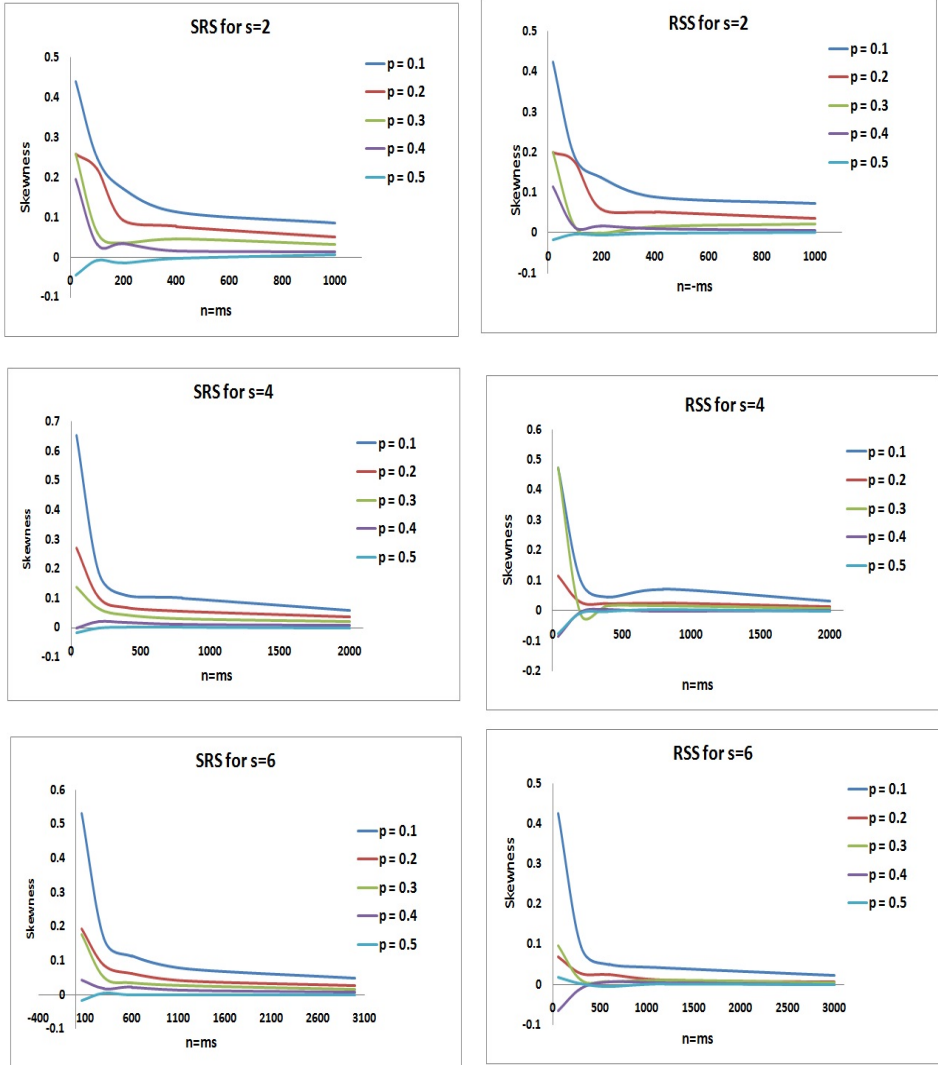 SRS for s=2
0.5
0.4
0.3
0.2
0.1
0
-0.1
Skewness
0 200 400 600 800 1000
n=ms
p = 0.1
p = 0.2
p = 0.3
p = 0.4
p = 0.5
RSS for s=2
0.5
0.4
0.3
0.2
0.1
0
-0.1
Skewness
0 200 400 600 800 1000
n=-ms
p = 0.1
p = 0.2
p = 0.3
p = 0.4
p = 0.5
SRS for s=4
0.7
0.6
0.5
0.4
0.3
0.2
0.1
0
-0.1
Skewness
0 500 1000 1500 2000
n=ms
p = 0.1
p = 0.2
p = 0.3
p = 0.4
p = 0.5
RSS for s=4
0.6
0.5
0.4
0.3
0.2
0.1
0
-0.1
-0.2
Skewness
0 500 1000 1500 2000
n=ms
p = 0.1
p = 0.2
p = 0.3
p = 0.4
p = 0.5
SRS for s=6
0.6
0.5
0.4
0.3
0.2
0.1
0
-0.1
Skewness
-400 100 600 1100 1600 2100 2600 3100
n=ms
p = 0.1
p = 0.2
p = 0.3
p = 0.4
p = 0.5
RSS for s=6
0.5
0.4
0.3
0.2
0.1
0
-0.1
Skewness
0 500 1000 1500 2000 2500 3000
n=ms
p = 0.1
p = 0.2
p = 0.3
p = 0.4
p = 0.5